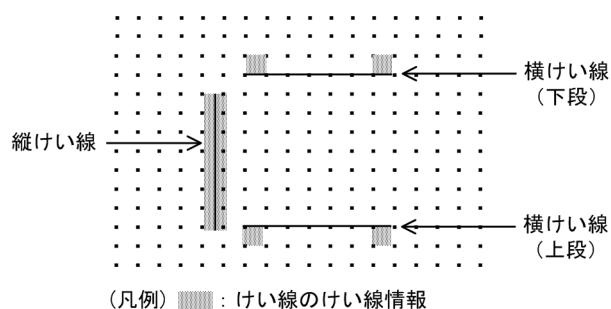 横けい線
（下段）
縦けい線
横けい線
（上段）
（凡例） ：けい線のけい線情報